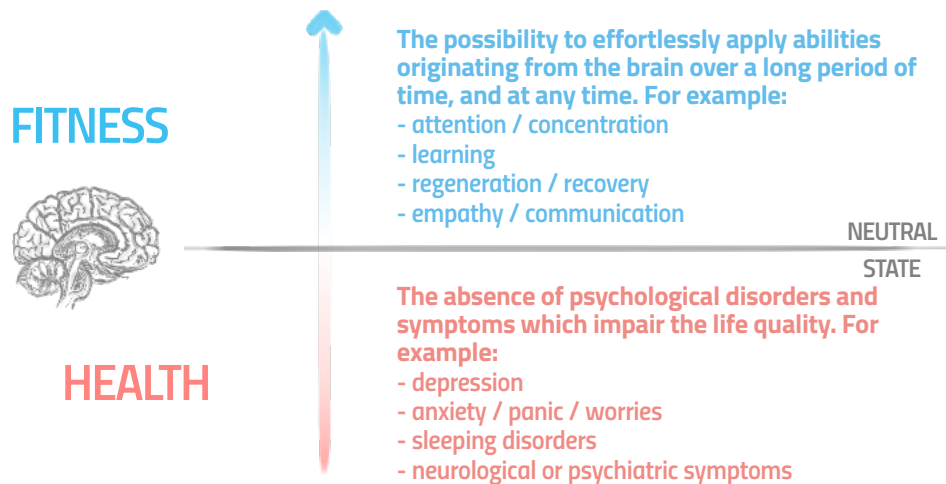 FITNESS
The possibility to effortlessly apply abilities
originating from the brain over a long period of
time, and at any time. For example:
- attention / concentration
- learning
- regeneration / recovery
- empathy / communication
NEUTRAL
STATE
HEALTH
The absence of psychological disorders and
symptoms which impair the life quality. For
example:
- depression
- anxiety / panic / worries
- sleeping disorders
- neurological or psychiatric symptoms